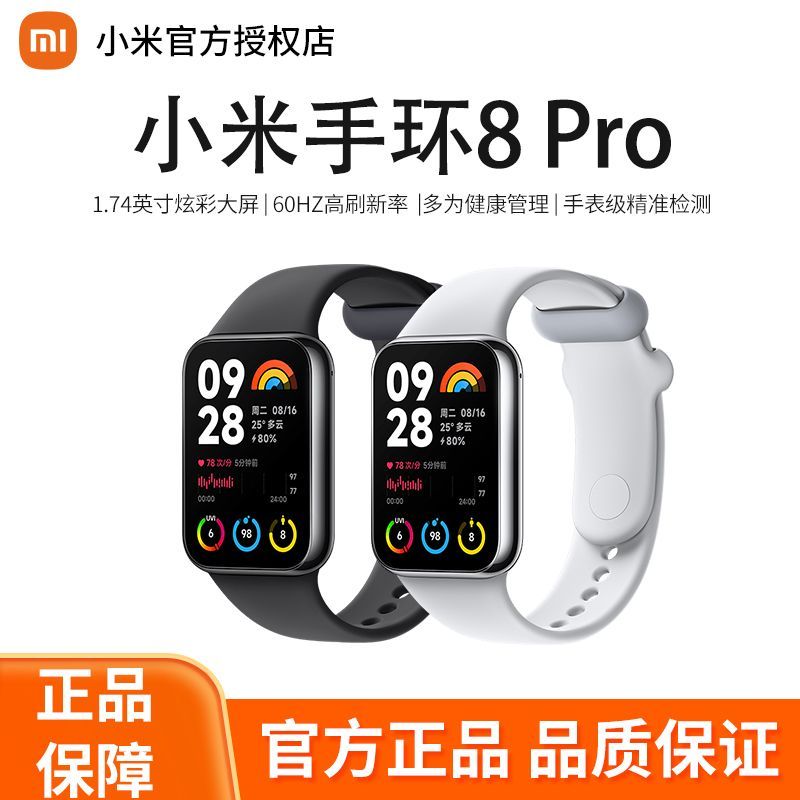 mi 小米官方授权店
小米手环8 Pro
1.74英寸炫彩大屏 | 60HZ高刷新率 | 多为健康管理 | 手表级精准检测
09
28
周二 08/16
25° 多云
80%
78 次/分 5分钟前
97
77
00:00 24:00
UVI
6 98 8
09
28
周二 08/16
25° 多云
80%
78 次/分 5分钟前
97
77
00:00 24:00
UVI
6 98 8
正品
保障
官方正品 品质保证